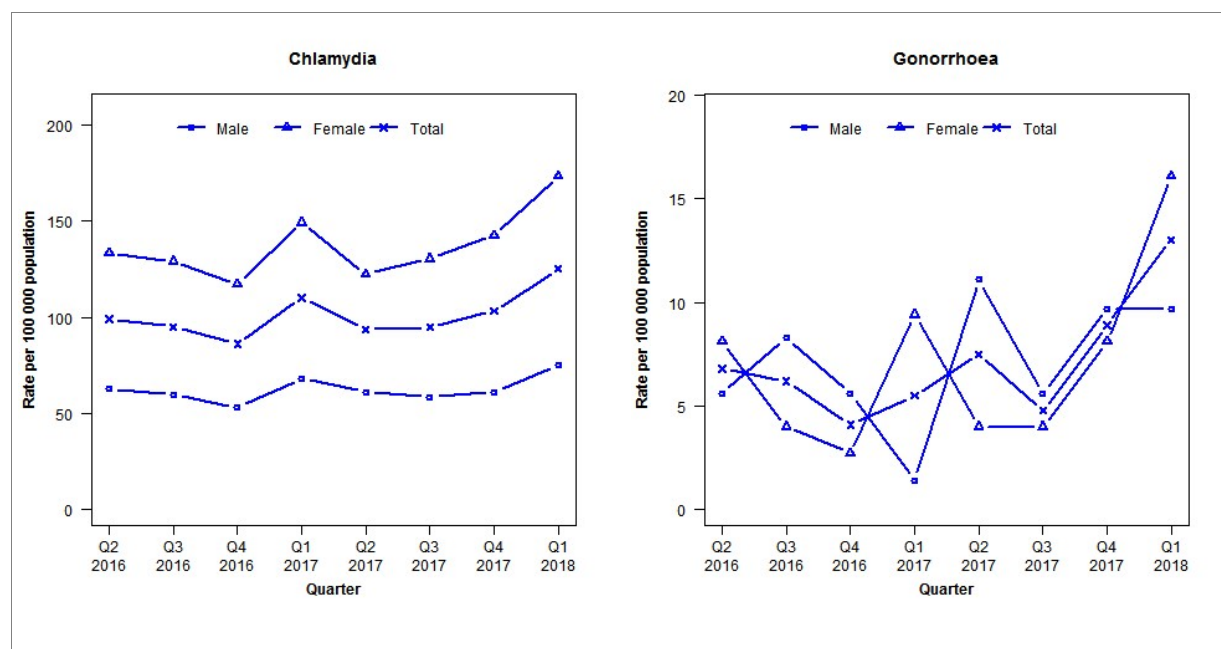 Chlamydia
Rate per 100 000 population
200
150
100
50
0
Male Female Total
Q2 Q3 Q4 Q1 Q2 Q3 Q4 Q1
2016 2016 2016 2017 2017 2017 2017 2018
Quarter
Gonorrhoea
Rate per 100 000 population
20
15
10
5
0
Male Female Total
Q2 Q3 Q4 Q1 Q2 Q3 Q4 Q1
2016 2016 2016 2017 2017 2017 2017 2018
Quarter